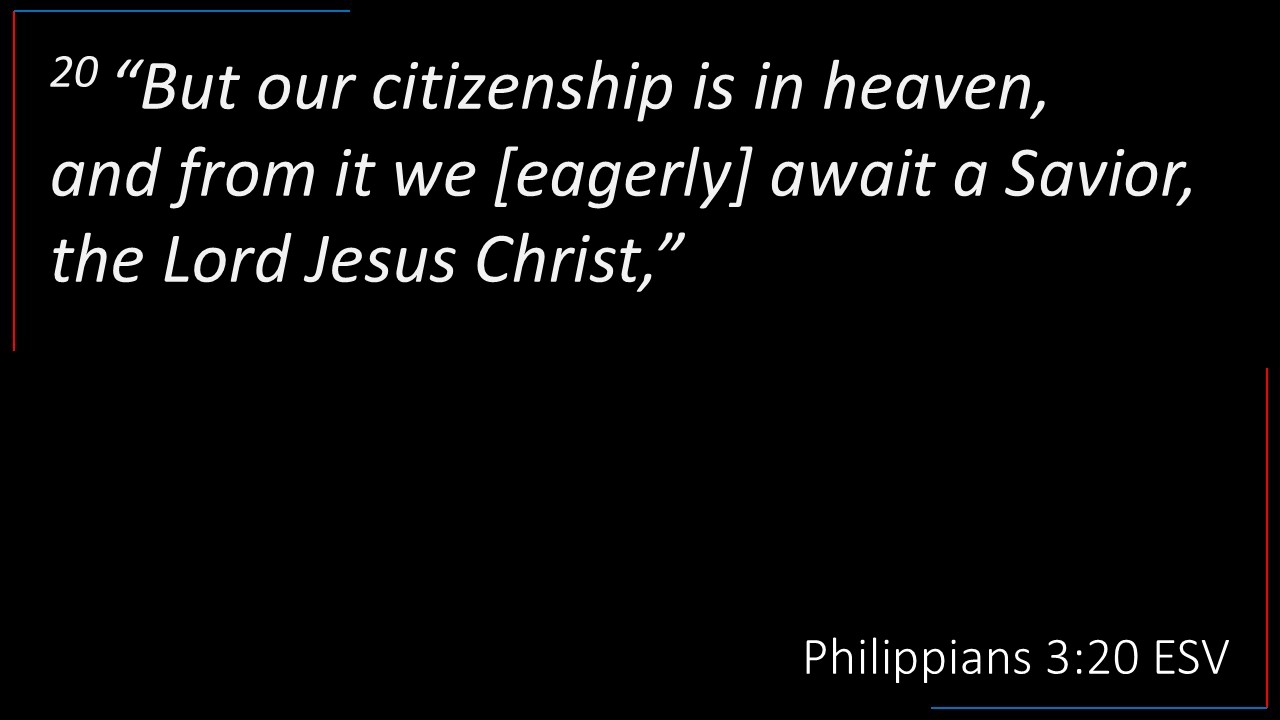 20 “But our citizenship is in heaven,
and from it we [eagerly] await a Savior,
the Lord Jesus Christ,”
Philippians 3:20 ESV